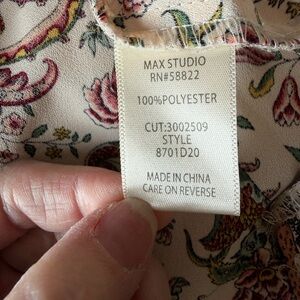 MAX STUDIO
RN#58822
100%POLYESTER
CUT:3002509
STYLE
8701D20
MADE IN CHINA
CARE ON REVERSE